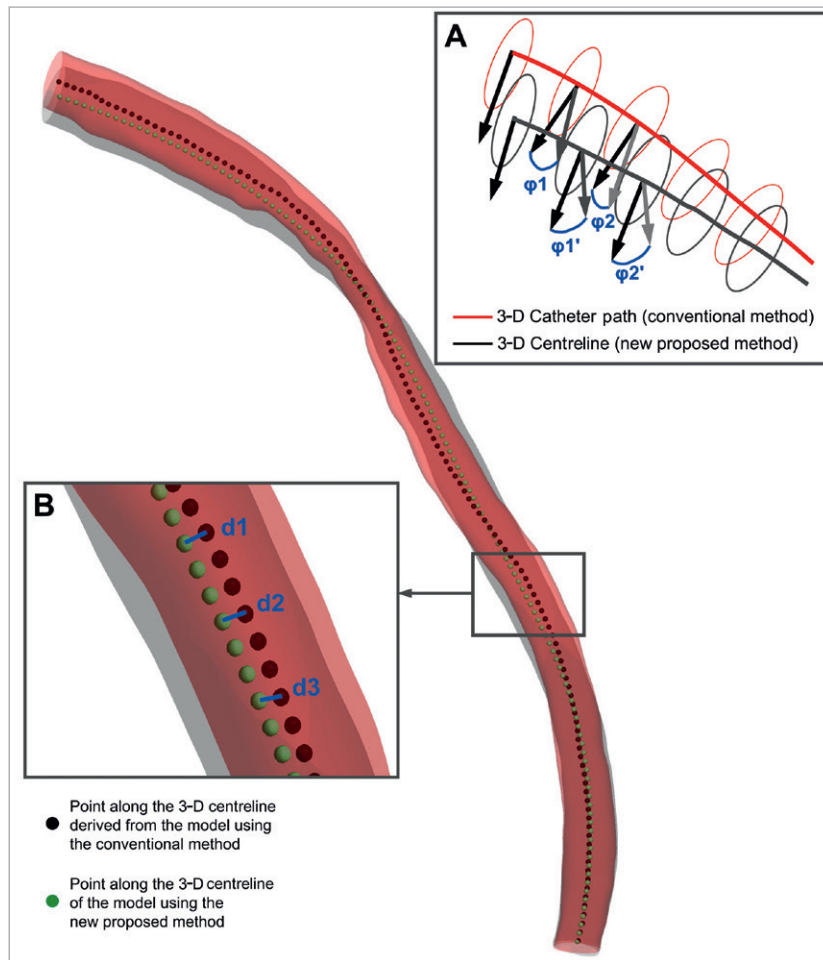 A
φ1
φ2
φ1'
φ2'
3-D Catheter path (conventional method)
3-D Centreline (new proposed method)
B
d1
d2
d3
Point along the 3-D centreline
derived from the model using
the conventional method
Point along the 3-D centreline
of the model using the
new proposed method